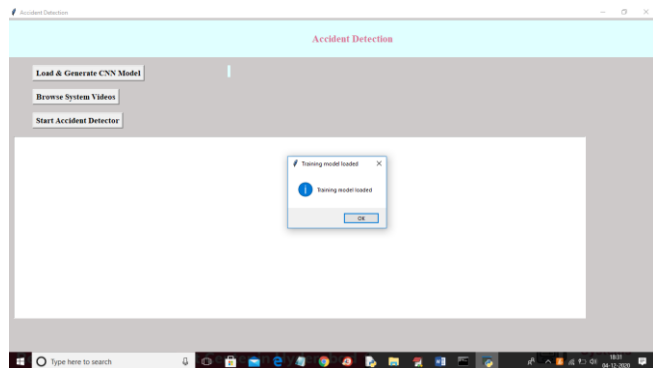 Accident Detection
Accident Detection
Load & Generate CNN Model
Browse System Videos
Start Accident Detector
Training model loaded
Training model loaded
OK
Type here to search
18:01
04-12-2020